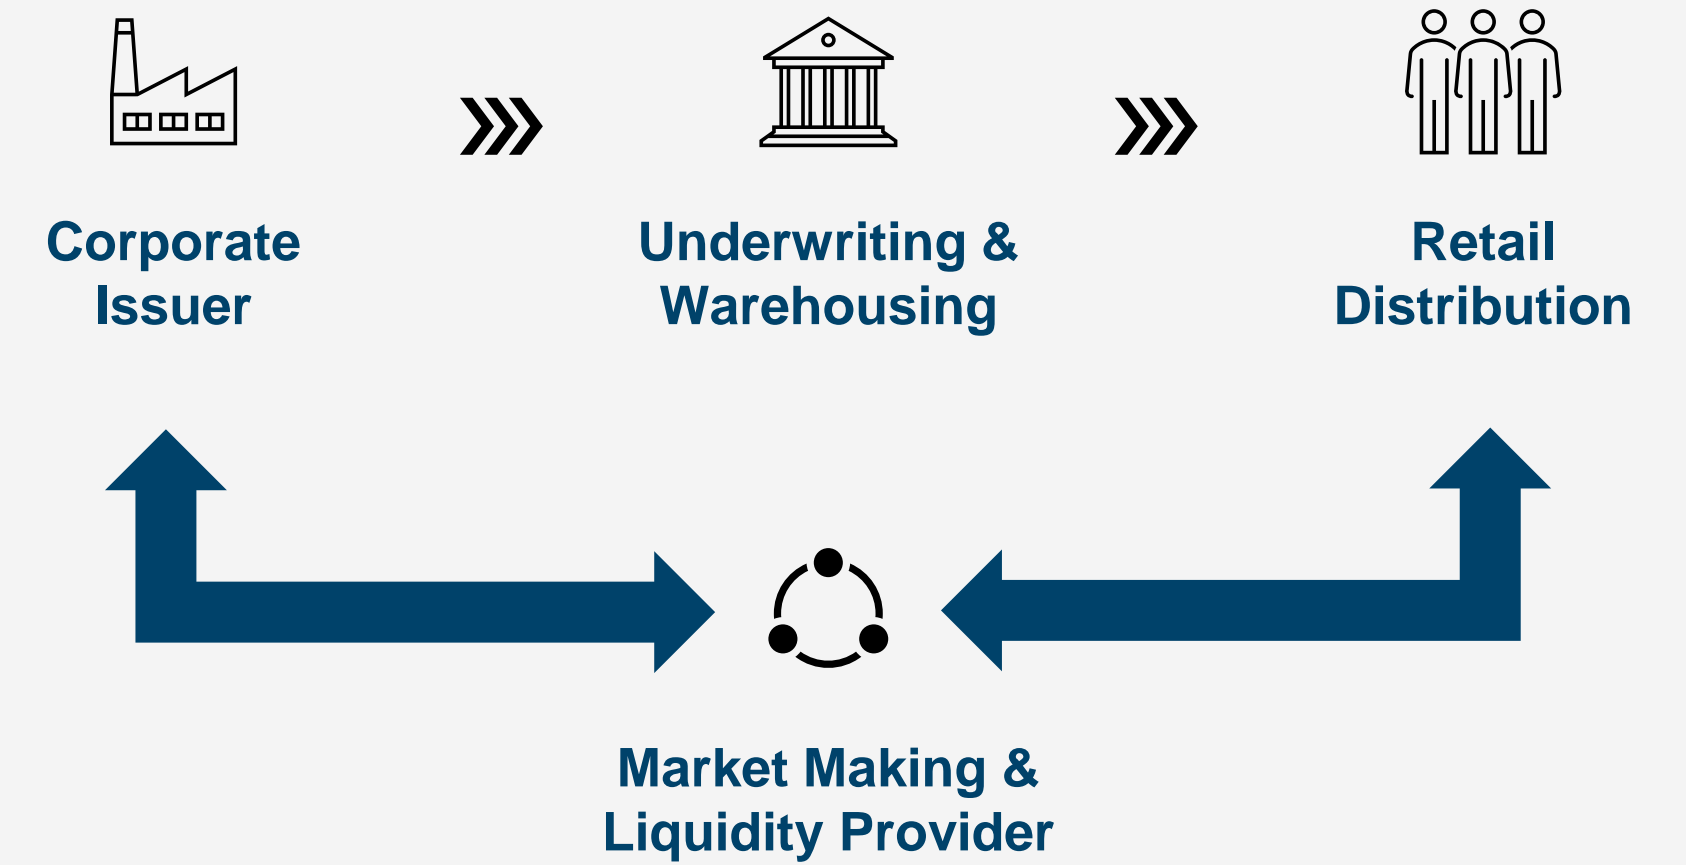 Corporate
Issuer
Underwriting &
Warehousing
Retail
Distribution
Market Making &
Liquidity Provider